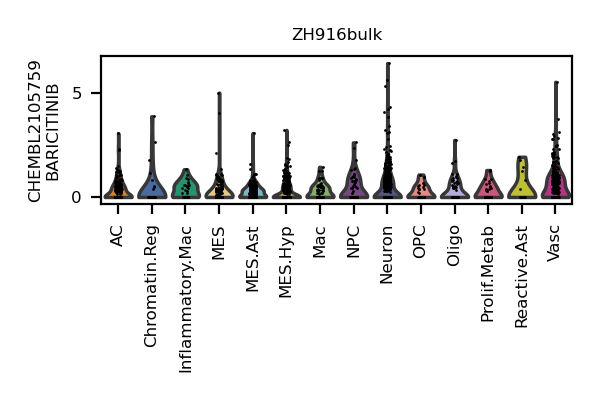 ZH916bulk
CHEMBL2105759
BARICITINIB
5
0
AC
Chromatin.Reg
Inflammatory.Mac
MES
MES.Ast
MES.Hyp
Mac
NPC
Neuron
OPC
Oligo
Prolif.Metab
Reactive.Ast
Vasc